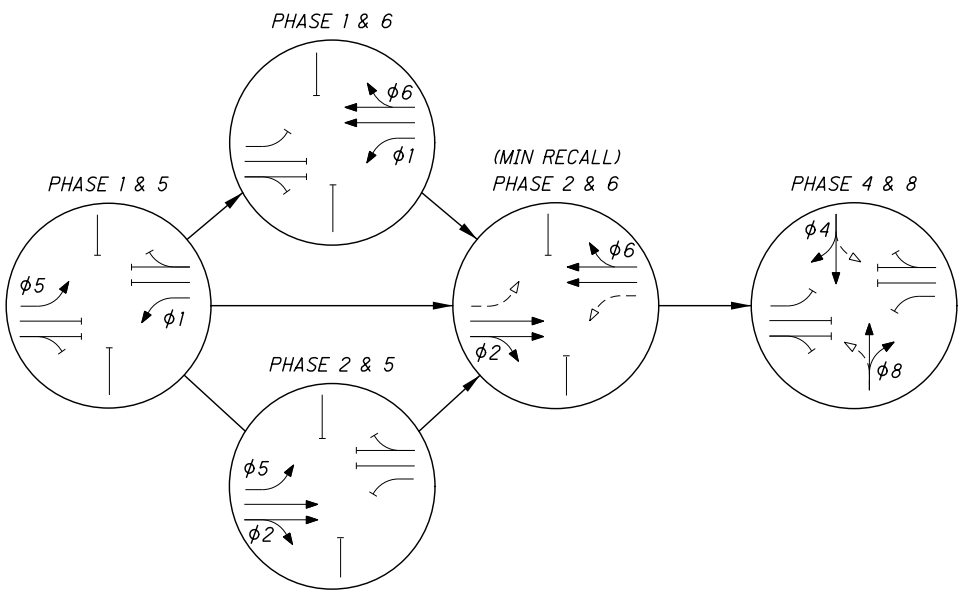 PHASE 1 & 6
ϕ6
ϕ1
PHASE 1 & 5
ϕ5
ϕ1
(MIN RECALL)
PHASE 2 & 6
ϕ6
ϕ2
PHASE 4 & 8
ϕ4
ϕ8
PHASE 2 & 5
ϕ5
ϕ2